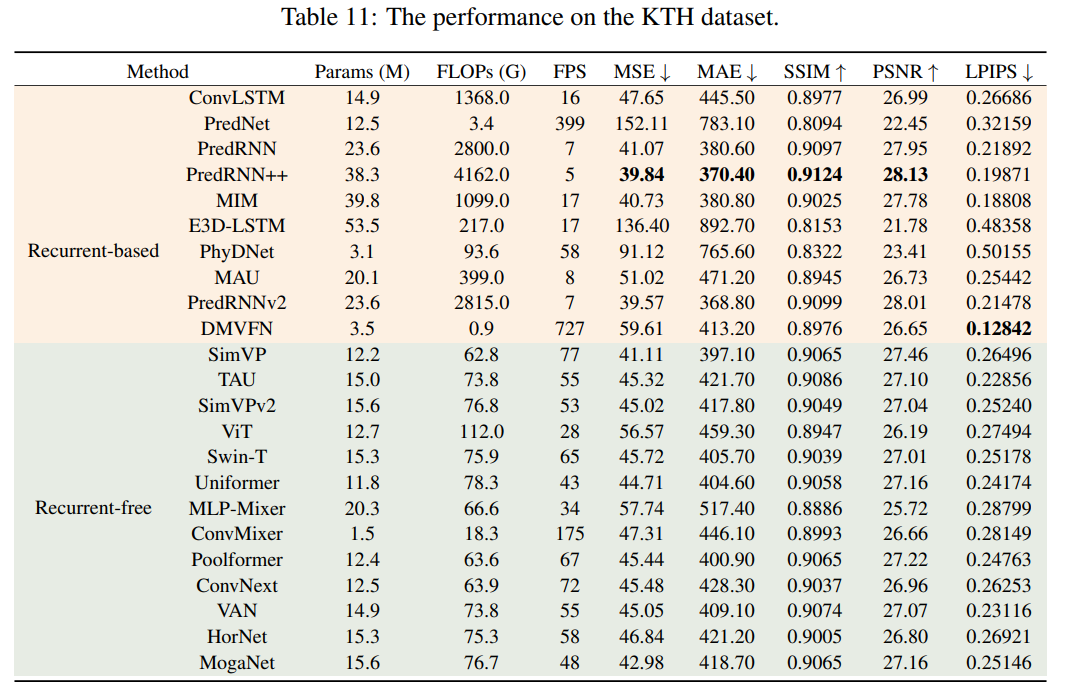 Table 11: The performance on the KTH dataset.
Method Params (M) FLOPs (G) FPS MSE ↓ MAE ↓ SSIM ↑ PSNR ↑ LPIPS ↓
ConvLSTM 14.9 1368.0 16 47.65 445.50 0.8977 26.99 0.26686
PredNet 12.5 3.4 399 152.11 783.10 0.8094 22.45 0.32159
PredRNN 23.6 2800.0 7 41.07 380.60 0.9097 27.95 0.21892
PredRNN++ 38.3 4162.0 5 39.84 370.40 0.9124 28.13 0.19871
MIM 39.8 1099.0 17 40.73 380.80 0.9025 27.78 0.18808
E3D-LSTM 53.5 217.0 17 136.40 892.70 0.8153 21.78 0.48358
Recurrent-based PhyDNet 3.1 93.6 58 91.12 765.60 0.8322 23.41 0.50155
MAU 20.1 399.0 8 51.02 471.20 0.8945 26.73 0.25442
PredRNNv2 23.6 2815.0 7 39.57 368.80 0.9099 28.01 0.21478
DMVFN 3.5 0.9 727 59.61 413.20 0.8976 26.65 0.12842
SimVP 12.2 62.8 77 41.11 397.10 0.9065 27.46 0.26496
TAU 15.0 73.8 55 45.32 421.70 0.9086 27.10 0.22856
SimVPv2 15.6 76.8 53 45.02 417.80 0.9049 27.04 0.25240
ViT 12.7 112.0 28 56.57 459.30 0.8947 26.19 0.27494
Swin-T 15.3 75.9 65 45.72 405.70 0.9039 27.01 0.25178
Uniformer 11.8 78.3 43 44.71 404.60 0.9058 27.16 0.24174
Recurrent-free MLP-Mixer 20.3 66.6 34 57.74 517.40 0.8886 25.72 0.28799
ConvMixer 1.5 18.3 175 47.31 446.10 0.8993 26.66 0.28149
Poolformer 12.4 63.6 67 45.44 400.90 0.9065 27.22 0.24763
ConvNext 12.5 63.9 72 45.48 428.30 0.9037 26.96 0.26253
VAN 14.9 73.8 55 45.05 409.10 0.9074 27.07 0.23116
HorNet 15.3 75.3 58 46.84 421.20 0.9005 26.80 0.26921
MogaNet 15.6 76.7 48 42.98 418.70 0.9065 27.16 0.25146